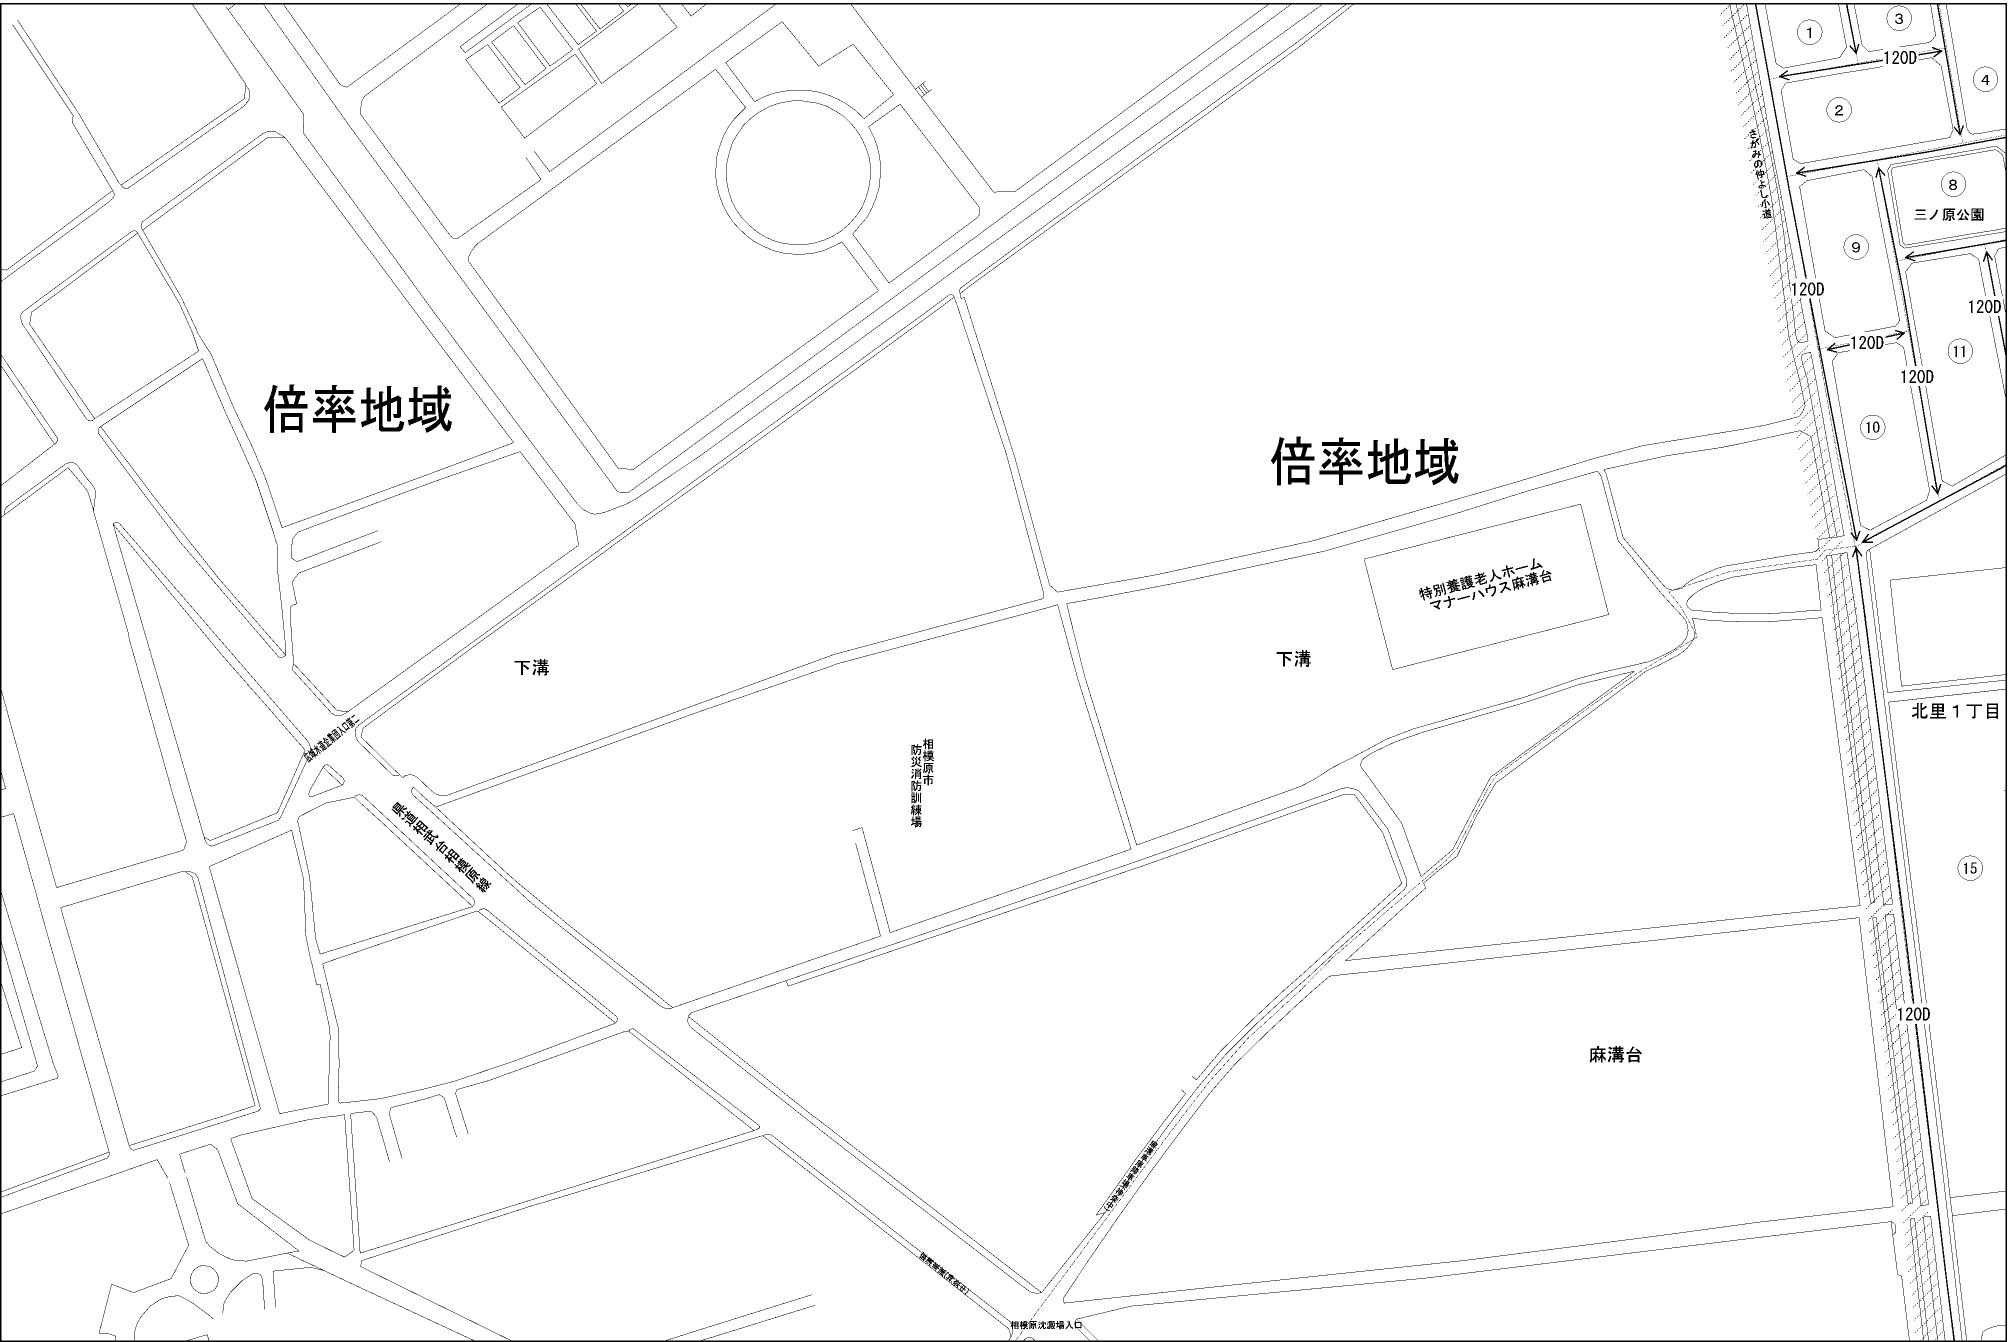 ①
③
120D
④
②
さがみの仲よし小道
⑧
三ノ原公園
⑨
120D
120D
120D
⑪
120D
倍率地域
⑩
倍率地域
特別養護老人ホーム
マナーハウス麻溝台
下溝
下溝
北里１丁目
相模原市
防災消防訓練場
県道相武台相模原線
⑮
120D
麻溝台
相模原沈澱場入口